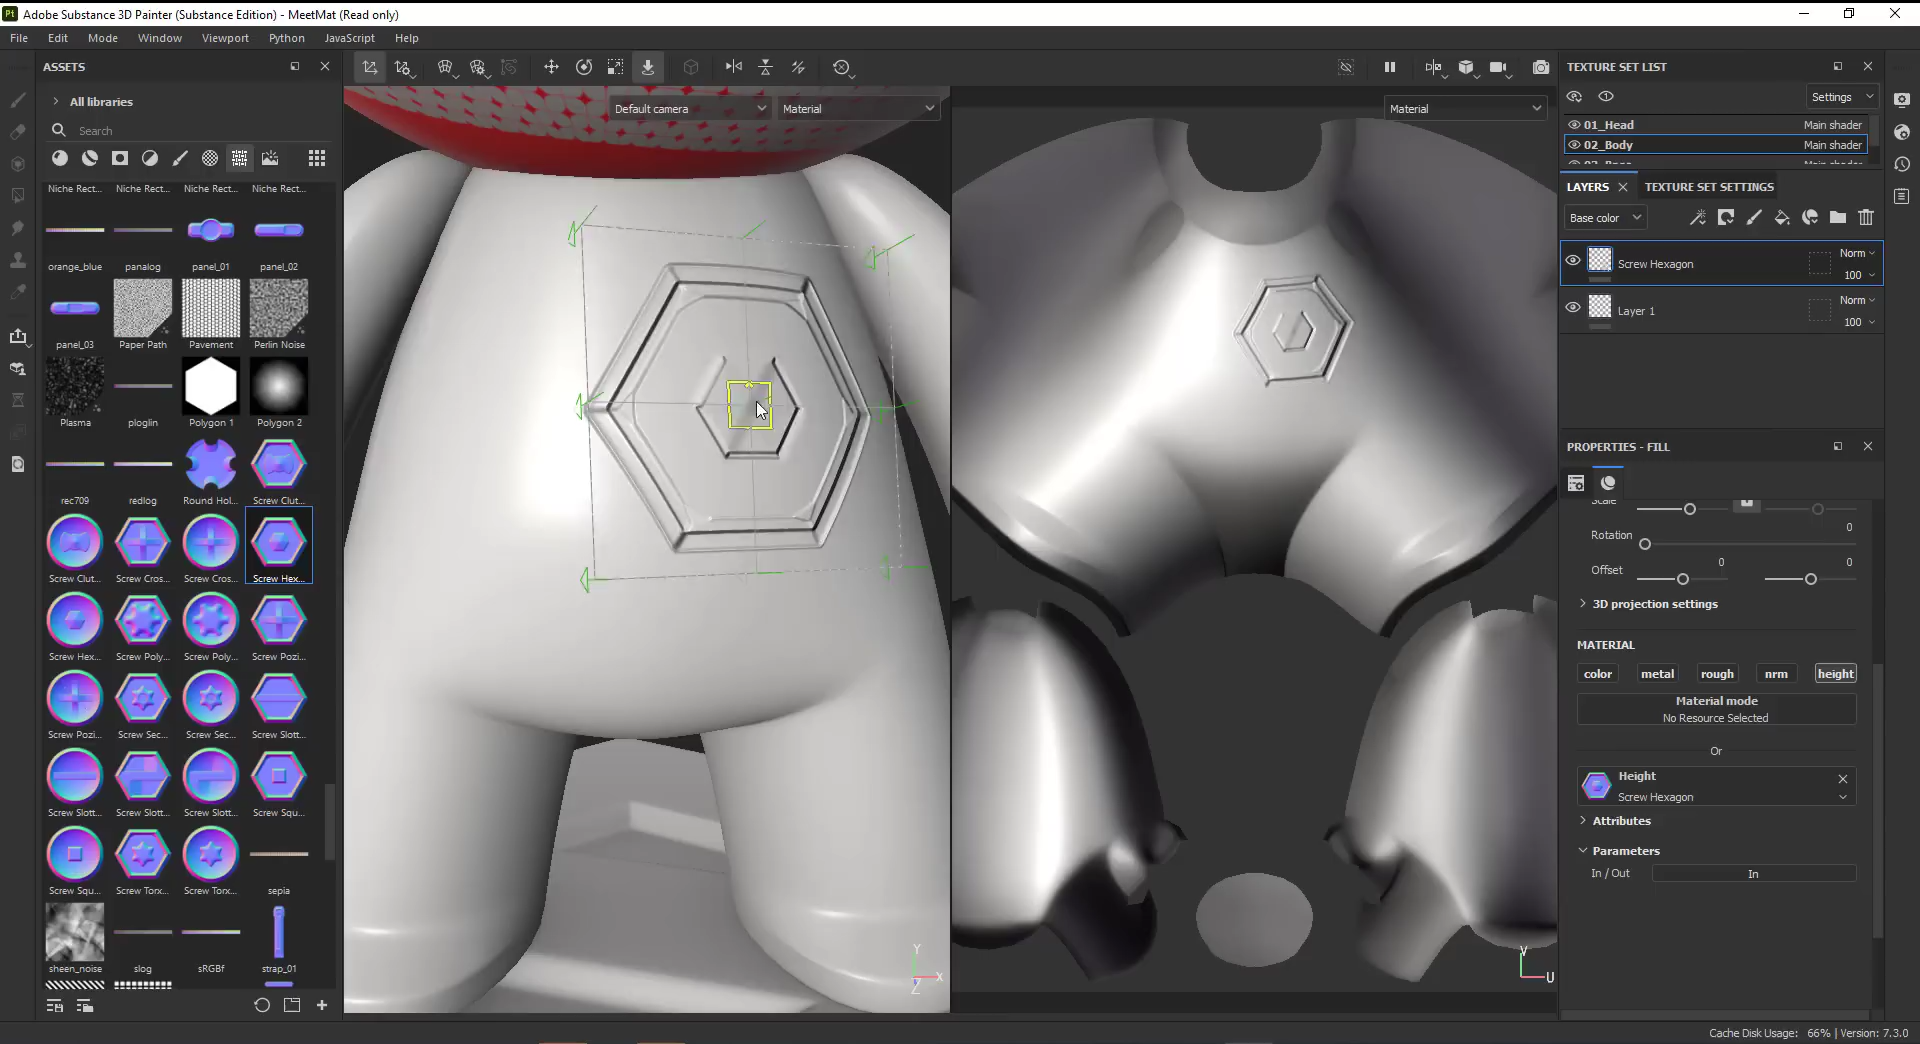 Adobe Substance 3D Painter (Substance Edition) - MeetMat (Read only)
File Edit Mode Window Viewport Python JavaScript Help
ASSETS
All libraries
Search
Niche Rect... Niche Rect... Niche Rect... Niche Rect...
orange_blue panalog panel_01 panel_02
panel_03 Paper Path Pavement Perlin Noise
Plasma ploglin Polygon 1 Polygon 2
rec709 redlog Round Hol... Screw Clut...
Screw Clut... Screw Cros... Screw Cros... Screw Hex...
Screw Hex... Screw Poly... Screw Poly... Screw Pozi...
Screw Pozi... Screw Sec... Screw Sec... Screw Slott...
Screw Slott... Screw Slott... Screw Slott... Screw Squ...
Screw Squ... Screw Torx... Screw Torx... sepia
sheen_noise slog sRGBf strap_01
Default camera Material
Material
Y
X
Z
V
U
TEXTURE SET LIST
Settings
01_Head Main shader
02_Body Main shader
LAYERS TEXTURE SET SETTINGS
Base color
Screw Hexagon Norm
100
Layer 1 Norm
100
PROPERTIES - FILL
Scale
0
Rotation
0 0
Offset
3D projection settings
MATERIAL
color metal rough nrm height
Material mode
No Resource Selected
Or
Height
Screw Hexagon
Attributes
Parameters
In / Out In
Cache Disk Usage: 66% | Version: 7.3.0